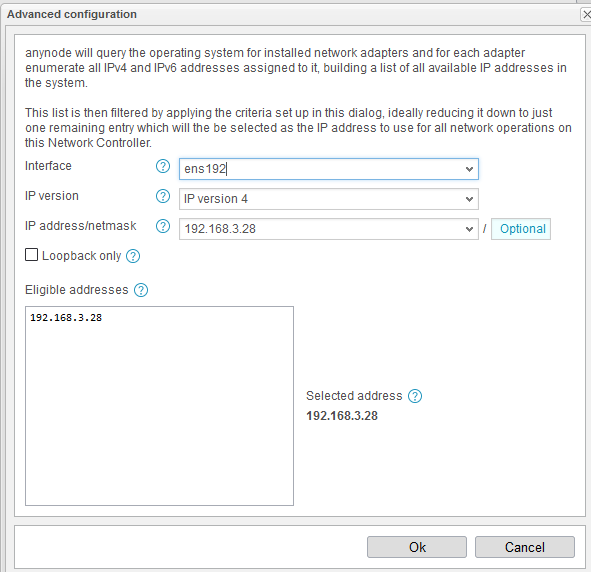 Advanced configuration
anynode will query the operating system for installed network adapters and for each adapter
enumerate all IPv4 and IPv6 addresses assigned to it, building a list of all available IP addresses in
the system.
This list is then filtered by applying the criteria set up in this dialog, ideally reducing it down to just
one remaining entry which will the be selected as the IP address to use for all network operations on
this Network Controller.
Interface ? ens192
IP version ? IP version 4
IP address/netmask ? 192.168.3.28 / Optional
Loopback only ?
Eligible addresses ?
192.168.3.28
Selected address ?
192.168.3.28
Ok Cancel